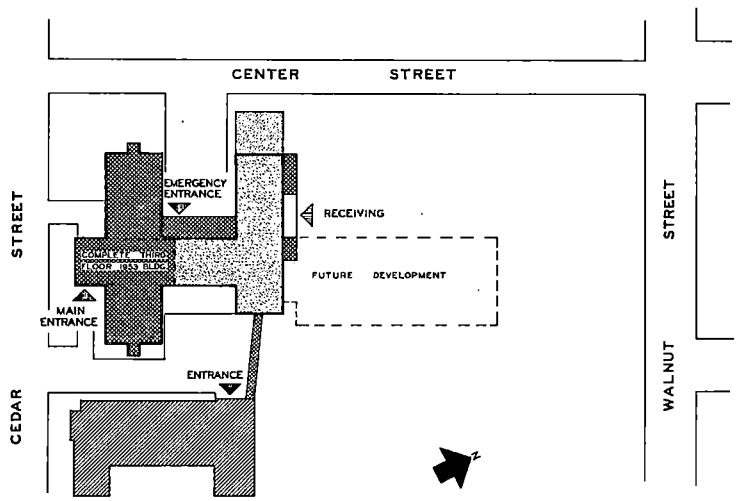 CENTER STREET
EMERGENCY
ENTRANCE
STREET
STREET
RECEIVING
COMPLETE THIRD
FLOOR 1953 BLDG.
FUTURE DEVELOPMENT
MAIN
ENTRANCE
ENTRANCE
CEDAR
WALNUT
N